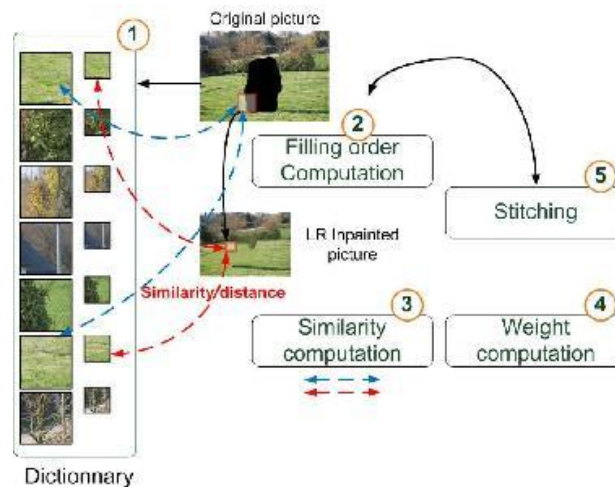 Original picture
1
2
Filling order
Computation
5
Stitching
LR Inpainted
picture
Similarity/distance
3
Similarity
computation
4
Weight
computation
Dictionnary